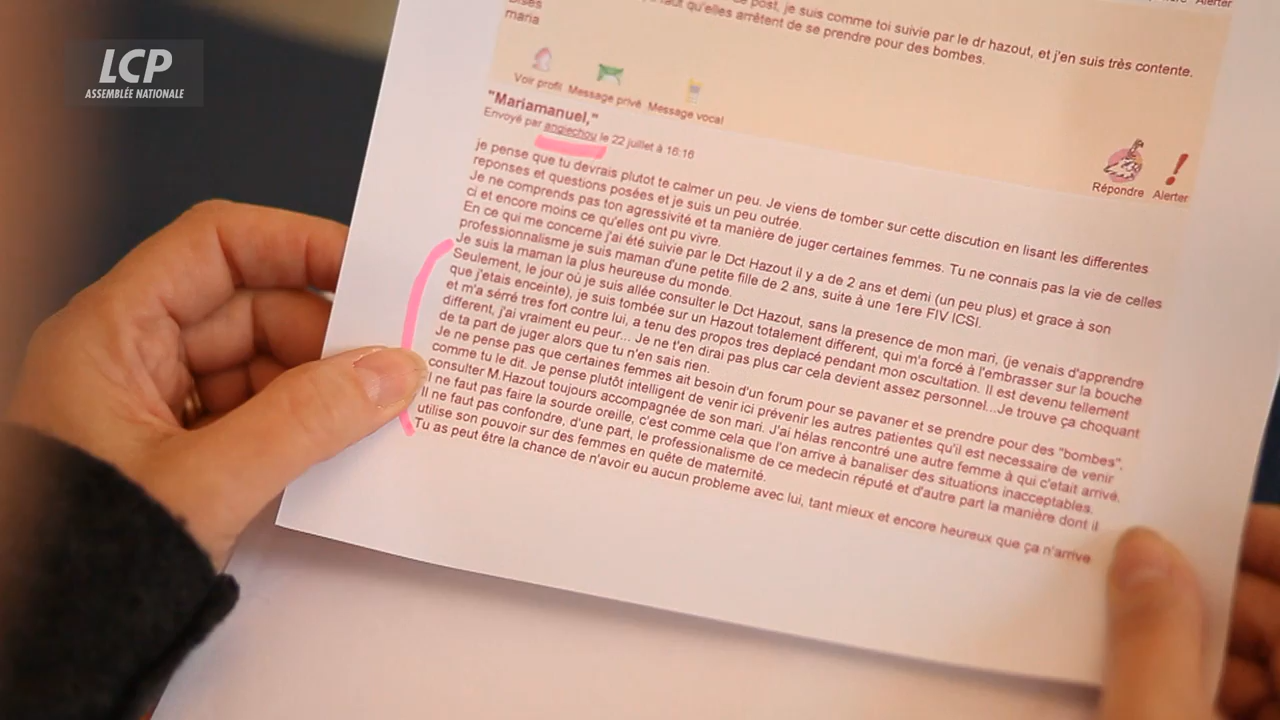 LCP
ASSEMBLÉE NATIONALE
Alerter
post, je suis comme toi suivie par le dr hazout, et j'en suis très contente.
qu'elles arrêtent de se prendre pour des bombes.
bises
maria
Voir profil Message privé Message vocal
"Mariamanuel,"
Envoyé par angiechou le 22 juillet à 16:16
Répondre Alerter
je pense que tu devrais plutot te calmer un peu. Je viens de tomber sur cette discution en lisant les differentes
reponses et questions posées et je suis un peu outrée.
Je ne comprends pas ton agressivité et ta manière de juger certaines femmes. Tu ne connais pas la vie de celles
ci et encore moins ce qu'elles ont pu vivre.
En ce qui me concerne j'ai été suivie par le Dct Hazout il y a de 2 ans et demi (un peu plus) et grace à son
professionnalisme je suis maman d'une petite fille de 2 ans, suite à une 1ere FIV ICSI.
Je suis la maman la plus heureuse du monde.
Seulement, le jour où je suis allée consulter le Dct Hazout, sans la presence de mon mari, (je venais d'apprendre
que j'etais enceinte), je suis tombée sur un Hazout totalement different, qui m'a forcé à l'embrasser sur la bouche
et m'a sérré tres fort contre lui, a tenu des propos tres deplacé pendant mon oscultation. Il est devenu tellement
different, j'ai vraiment eu peur... Je ne t'en dirai pas plus car cela devient assez personnel...Je trouve ça choquant
de ta part de juger alors que tu n'en sais rien.
Je ne pense pas que certaines femmes ait besoin d'un forum pour se pavaner et se prendre pour des "bombes".
comme tu le dit. Je pense plutôt intelligent de venir ici prévenir les autres patientes qu'il est necessaire de venir
consulter M.Hazout toujours accompagnée de son mari. J'ai hélas rencontré une autre femme à qui c'etait arrivé.
Il ne faut pas faire la sourde oreille, c'est comme cela que l'on arrive à banaliser des situations inacceptables.
Il ne faut pas confondre, d'une part, le professionalisme de ce medecin réputé et d'autre part la manière dont il
utilise son pouvoir sur des femmes en quête de maternité.
Tu as peut être la chance de n'avoir eu aucun probleme avec lui, tant mieux et encore heureux que ça n'arrive